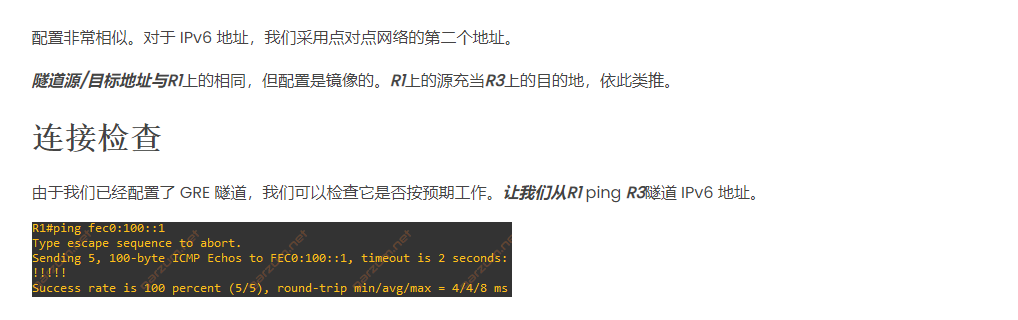 配置非常相似。对于 IPv6 地址，我们采用点对点网络的第二个地址。
隧道源/目标地址与R1上的相同，但配置是镜像的。R1上的源充当R3上的目的地，依此类推。
连接检查
由于我们已经配置了 GRE 隧道，我们可以检查它是否按预期工作。让我们从R1 ping R3隧道 IPv6 地址。
R1#ping fec0:100::1
Type escape sequence to abort.
Sending 5, 100-byte ICMP Echos to FEC0:100::1, timeout is 2 seconds:
!!!!!
Success rate is 100 percent (5/5), round-trip min/avg/max = 4/4/8 ms